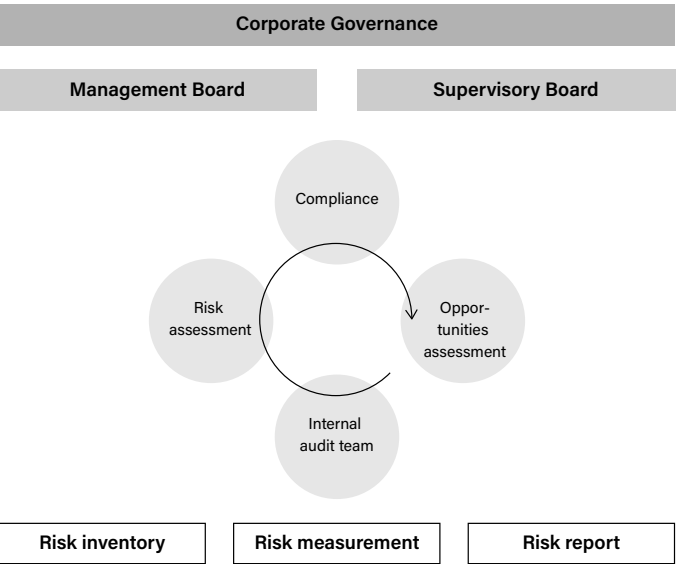 Corporate Governance
Management Board
Supervisory Board
Compliance
Risk
assessment
Oppor-
tunities
assessment
Internal
audit team
Risk inventory
Risk measurement
Risk report